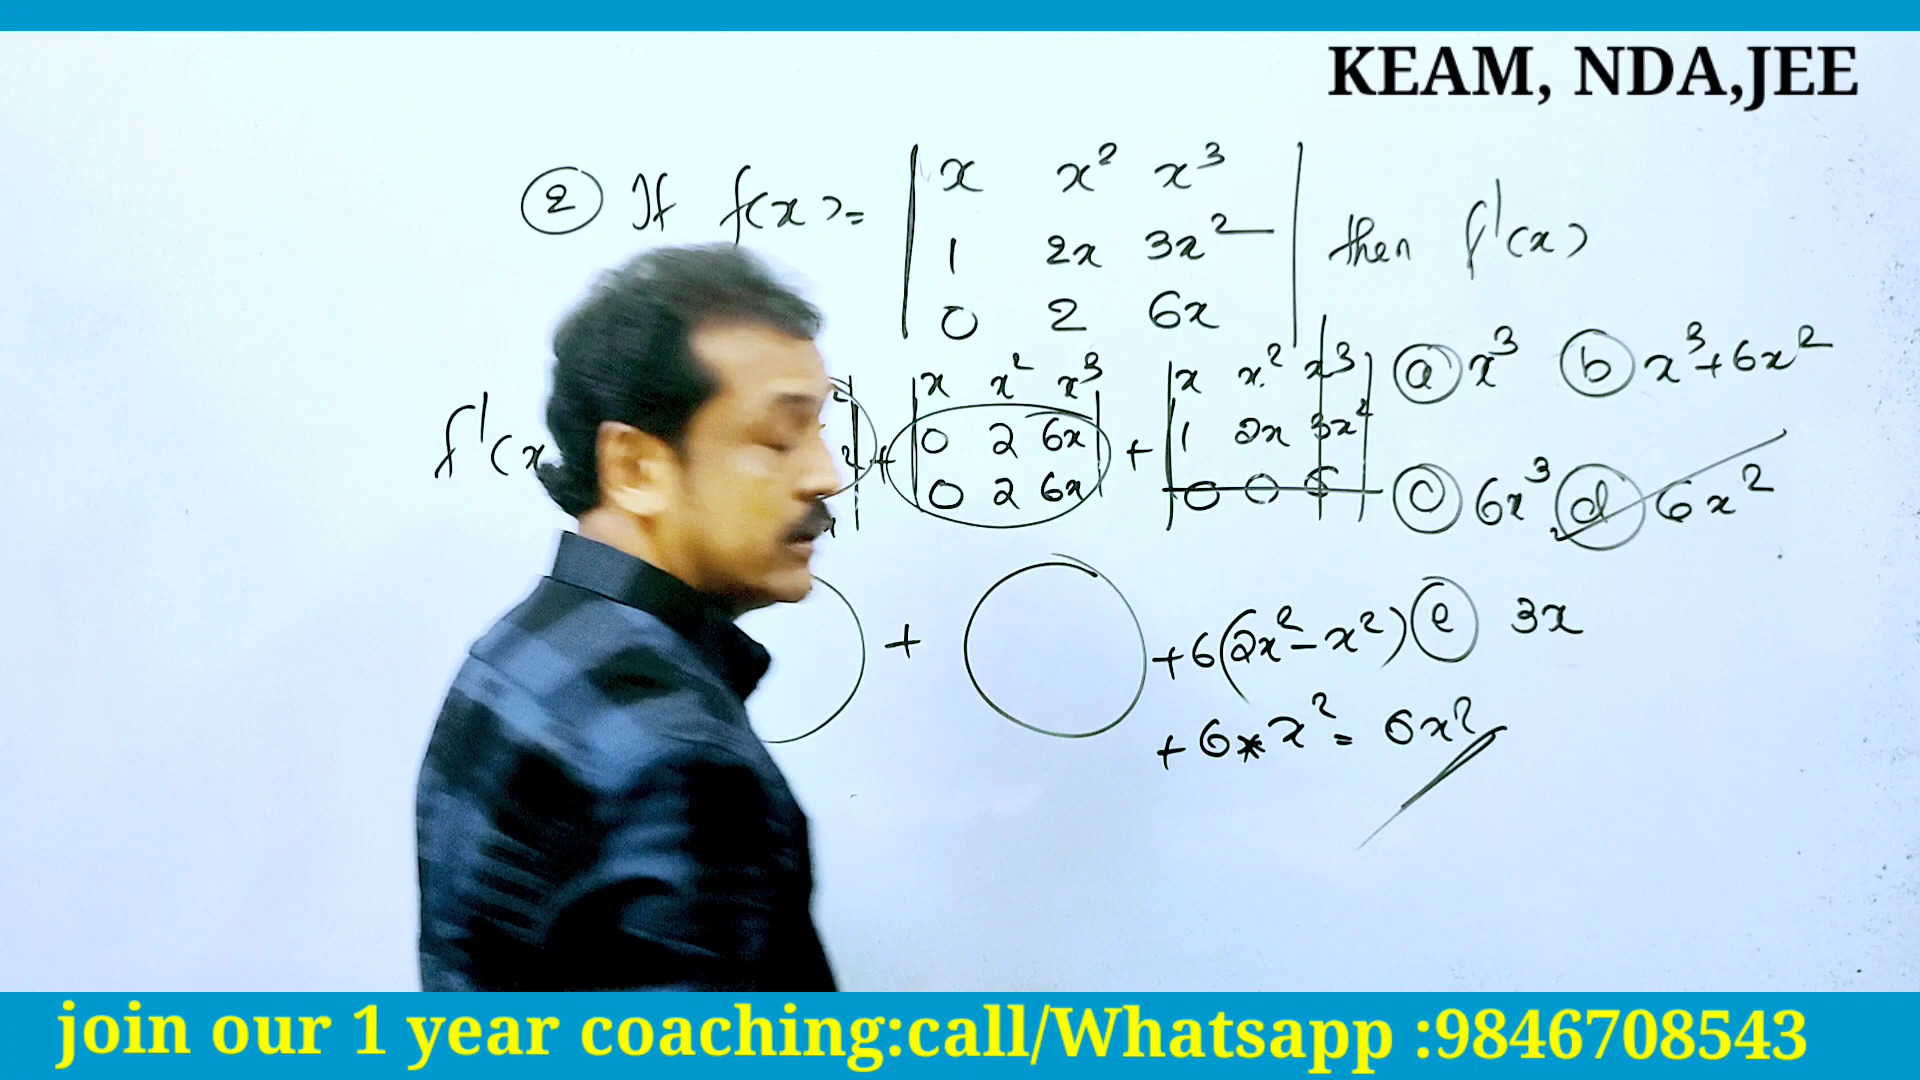 KEAM, NDA,JEE
② If f(x)= | x x² x³ |
| 1 2x 3x² | then f'(x)
| 0 2 6x |
ⓐ x³ ⓑ x³+6x²
ⓒ 6x³ ⓓ 6x²
ⓔ 3x
f'(x
+ | x x² x³ | + | x x² x³ |
| 0 2 6x | | 1 2x 3x² |
| 0 2 6x | | 0 0 6 |
+ 0 +6(2x²-x²)
+6*x² = 6x²
join our 1 year coaching:call/Whatsapp :9846708543